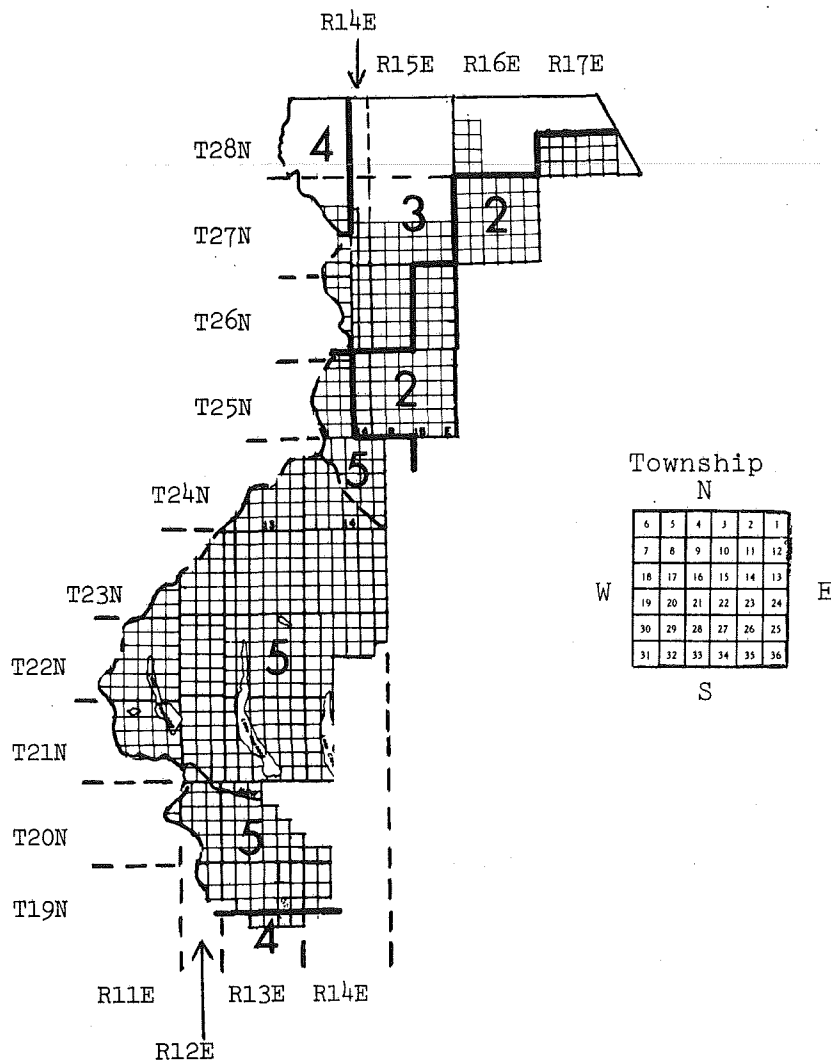 R14E
R15E R16E R17E
4
T28N
3
2
T27N
T26N
2
T25N
5
T24N
13
14
Township
N
6 5 4 3 2 1
7 8 9 10 11 12
18 17 16 15 14 13
W
19 20 21 22 23 24
E
30 29 28 27 26 25
31 32 33 34 35 36
S
T23N
5
T22N
T21N
5
T20N
T19N
4
R11E R13E R14E
R12E